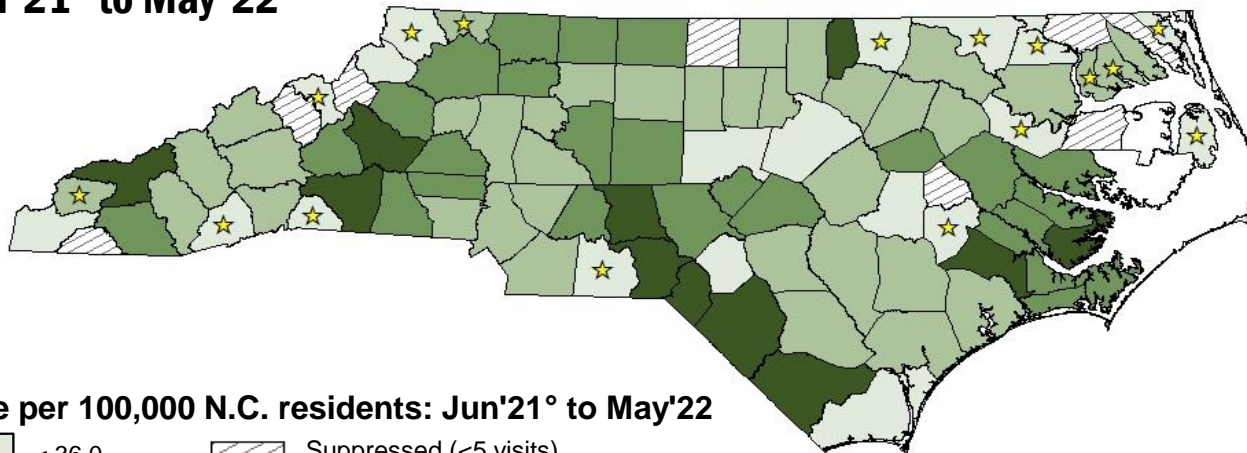 21° to May'22
per 100,000 N.C. residents: Jun'21° to May'22
Suppressed (<5 visits)